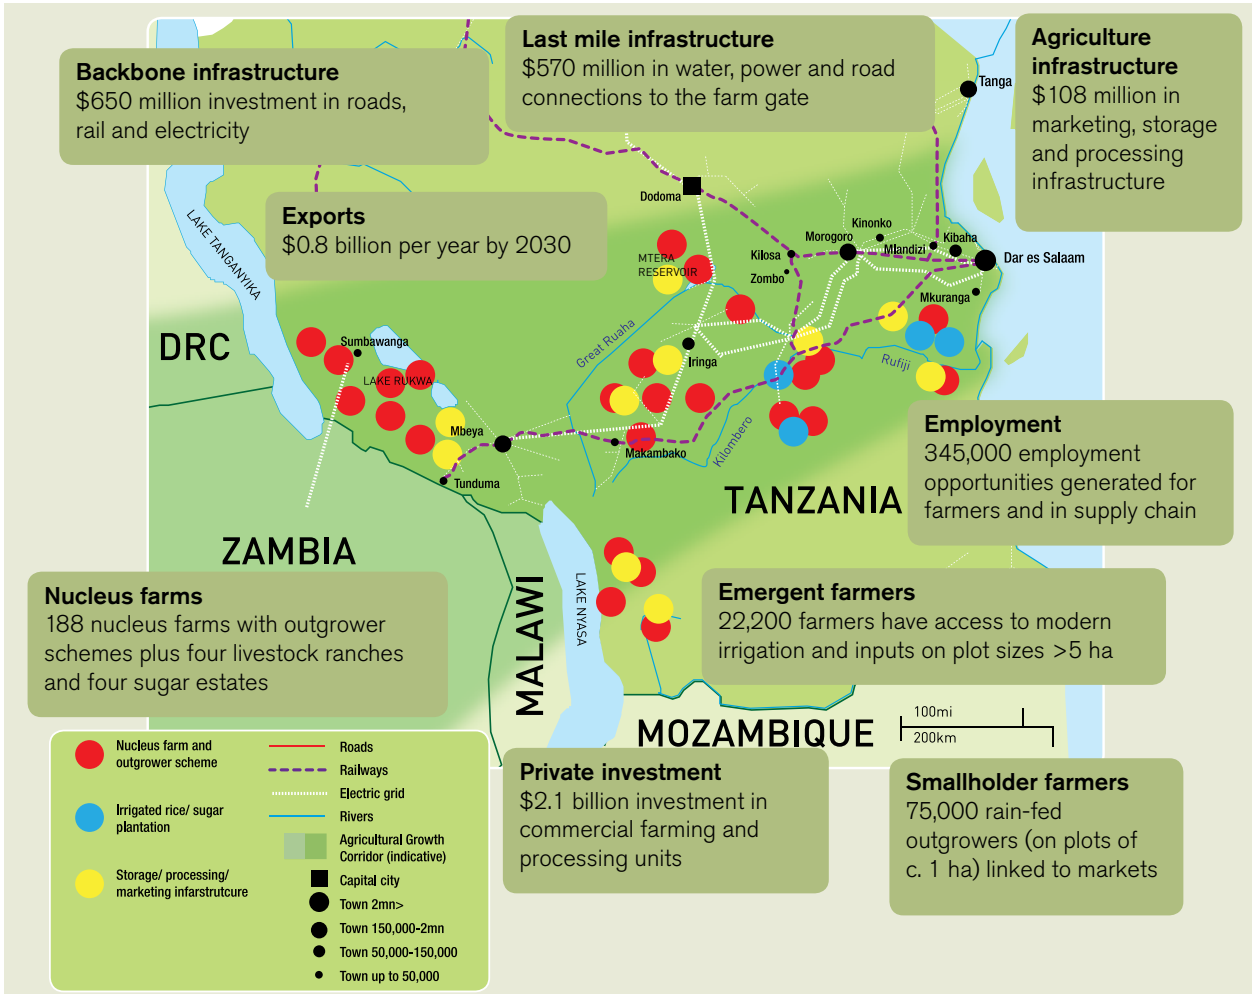 Backbone infrastructure
$650 million investment in roads,
rail and electricity
Last mile infrastructure
$570 million in water, power and road
connections to the farm gate
Agriculture
infrastructure
$108 million in
marketing, storage
and processing
infrastructure
Exports
$0.8 billion per year by 2030
Tanga
Dodoma
Kinonko
Morogoro
Mlandizi
Kibaha
Kilosa
Zombo
Dar es Salaam
Mkuranga
MTERA
RESERVOIR
LAKE TANGANYIKA
DRC
Sumbawanga
LAKE RUKWA
Great Ruaha
Iringa
Rufiji
Mbeya
Makambako
Kilombero
Tunduma
TANZANIA
Employment
345,000 employment
opportunities generated for
farmers and in supply chain
ZAMBIA
MALAWI
LAKE NYASA
Nucleus farms
188 nucleus farms with outgrower
schemes plus four livestock ranches
and four sugar estates
Emergent farmers
22,200 farmers have access to modern
irrigation and inputs on plot sizes >5 ha
MOZAMBIQUE
100mi
200km
Private investment
$2.1 billion investment in
commercial farming and
processing units
Smallholder farmers
75,000 rain-fed
outgrowers (on plots of
c. 1 ha) linked to markets
Nucleus farm and
outgrower scheme
Irrigated rice/ sugar
plantation
Storage/ processing/
marketing infarstrutcure
Roads
Railways
Electric grid
Rivers
Agricultural Growth
Corridor (indicative)
Capital city
Town 2mn>
Town 150,000-2mn
Town 50,000-150,000
Town up to 50,000